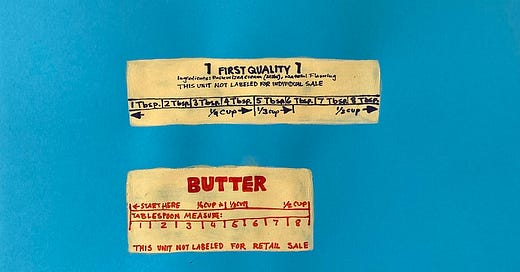 1 FIRST QUALITY 1
Ingredients: Pasteurized Cream (Milk), Natural Flavoring
THIS UNIT NOT LABELED FOR INDIVIDUAL SALE
1 Tbsp. 2 Tbsp. 3 Tbsp. 4 Tbsp. 5 Tbsp. 6 Tbsp. 7 Tbsp. 8 Tbsp.
1/4 CUP 1/3 CUP 1/2 CUP
BUTTER
START HERE 1/4 CUP 1/3 CUP 1/2 CUP
TABLESPOON MEASURE:
1 2 3 4 5 6 7 8
THIS UNIT NOT LABELED FOR RETAIL SALE